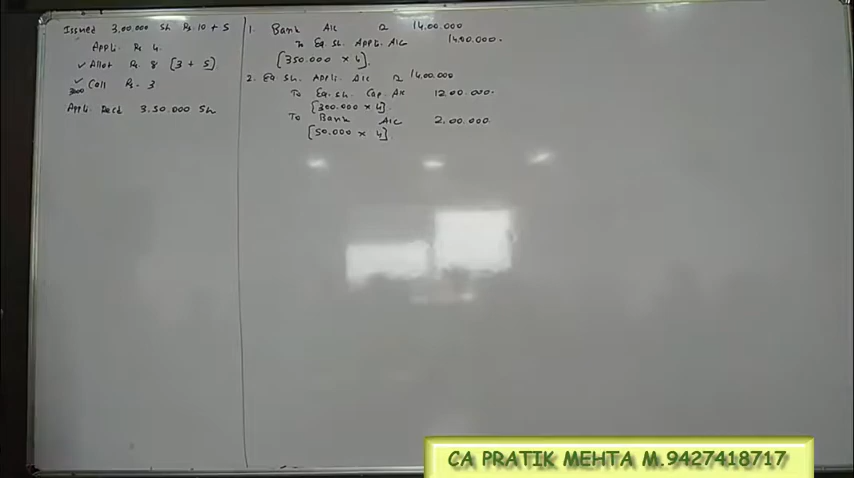 Issued 3,00,000 Sh Rs. 10 + 5
Appli. Rs 4.
✓ Allot Rs. 8 [3 + 5]
✓ Call Rs. 3
3000
Appli. Recd 3.50.000 Sh
1. Bank A/c D 14.00.000
To Eq. Sh. Appli. A/c 14.00.000.
[350.000 x 4].
2. Eq Sh. Appli. A/c D 14.00.000
To Eq. sh. Cap. A/c 12.00.000.
[300.000 x 4].
To Bank A/c 2.00.000.
[50.000 x 4]
CA PRATIK MEHTA M.9427418717